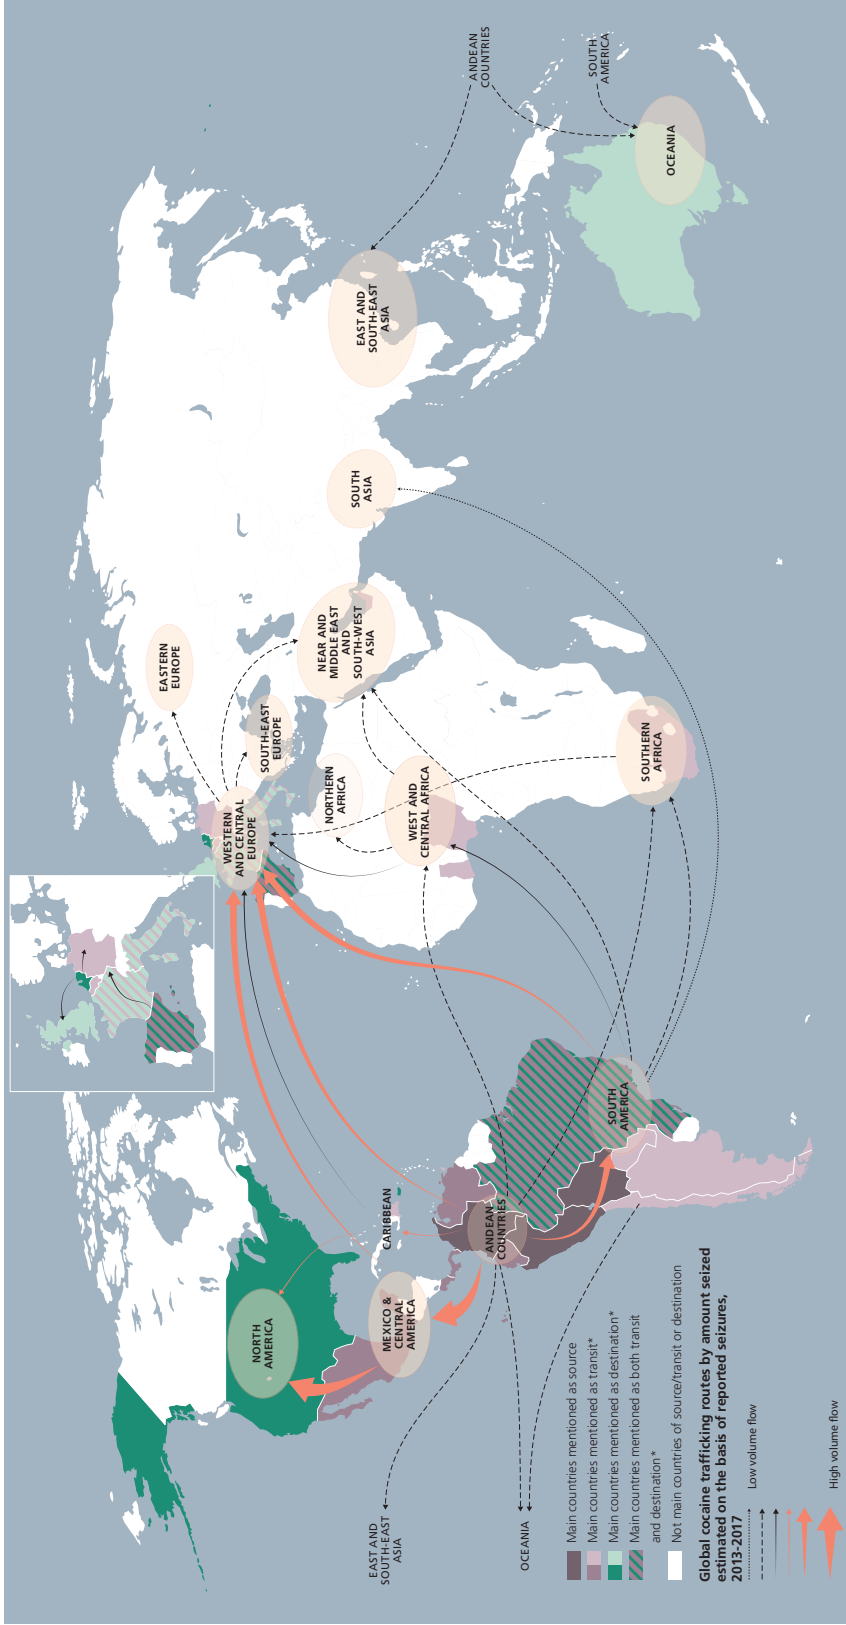 NORTH
AMERICA
MEXICO &
CENTRAL
AMERICA
CARIBBEAN
ANDEAN
COUNTRIES
SOUTH
AMERICA
WESTERN
AND CENTRAL
EUROPE
EASTERN
EUROPE
SOUTH-EAST
EUROPE
NORTHERN
AFRICA
WEST AND
CENTRAL AFRICA
SOUTHERN
AFRICA
NEAR AND
MIDDLE EAST
AND
SOUTH-WEST
ASIA
SOUTH
ASIA
EAST AND
SOUTH-EAST
ASIA
OCEANIA
ANDEAN
COUNTRIES
SOUTH
AMERICA
EAST AND
SOUTH-EAST
ASIA
OCEANIA
Main countries mentioned as source
Main countries mentioned as transit*
Main countries mentioned as destination*
Main countries mentioned as both transit
and destination*
Not main countries of source/transit or destination
Global cocaine trafficking routes by amount seized
estimated on the basis of reported seizures,
2013-2017
Low volume flow
High volume flow